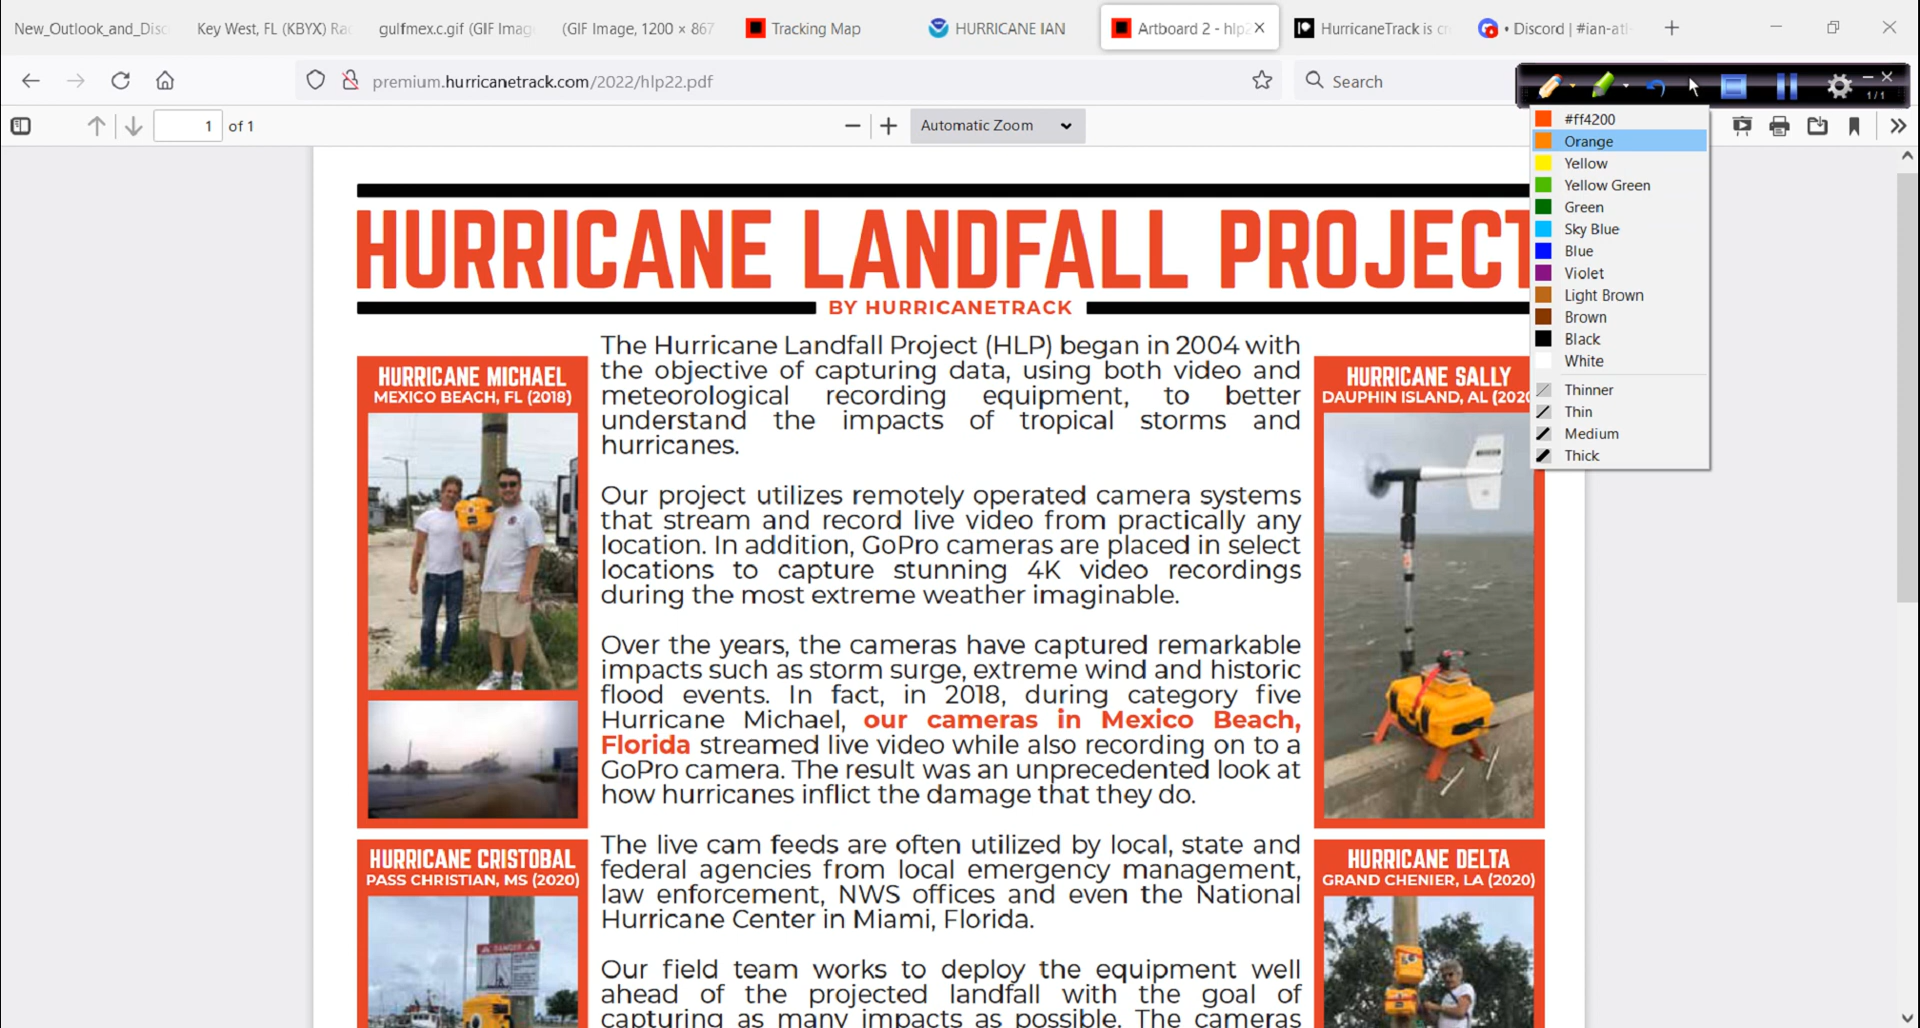 New_Outlook_and_Disc
Key West, FL (KBYX) Ra
gulfmex.c.gif (GIF Imag
(GIF Image, 1200 × 867
Tracking Map
HURRICANE IAN
Artboard 2 - hlp2
HurricaneTrack is cr
• Discord | #ian-atl
premium.hurricanetrack.com/2022/hlp22.pdf
Search
1/1
1 of 1
Automatic Zoom
#ff4200
Orange
Yellow
Yellow Green
Green
Sky Blue
Blue
Violet
Light Brown
Brown
Black
White
Thinner
Thin
Medium
Thick
HURRICANE LANDFALL PROJECT
BY HURRICANETRACK
HURRICANE MICHAEL
MEXICO BEACH, FL (2018)
HURRICANE CRISTOBAL
PASS CHRISTIAN, MS (2020)
DANGER
The Hurricane Landfall Project (HLP) began in 2004 with
the objective of capturing data, using both video and
meteorological recording equipment, to better
understand the impacts of tropical storms and
hurricanes.
Our project utilizes remotely operated camera systems
that stream and record live video from practically any
location. In addition, GoPro cameras are placed in select
locations to capture stunning 4K video recordings
during the most extreme weather imaginable.
Over the years, the cameras have captured remarkable
impacts such as storm surge, extreme wind and historic
flood events. In fact, in 2018, during category five
Hurricane Michael, our cameras in Mexico Beach,
Florida streamed live video while also recording on to a
GoPro camera. The result was an unprecedented look at
how hurricanes inflict the damage that they do.
The live cam feeds are often utilized by local, state and
federal agencies from local emergency management,
law enforcement, NWS offices and even the National
Hurricane Center in Miami, Florida.
Our field team works to deploy the equipment well
ahead of the projected landfall with the goal of
capturing as many impacts as possible. The cameras
HURRICANE SALLY
DAUPHIN ISLAND, AL (202
HURRICANE DELTA
GRAND CHENIER, LA (2020)